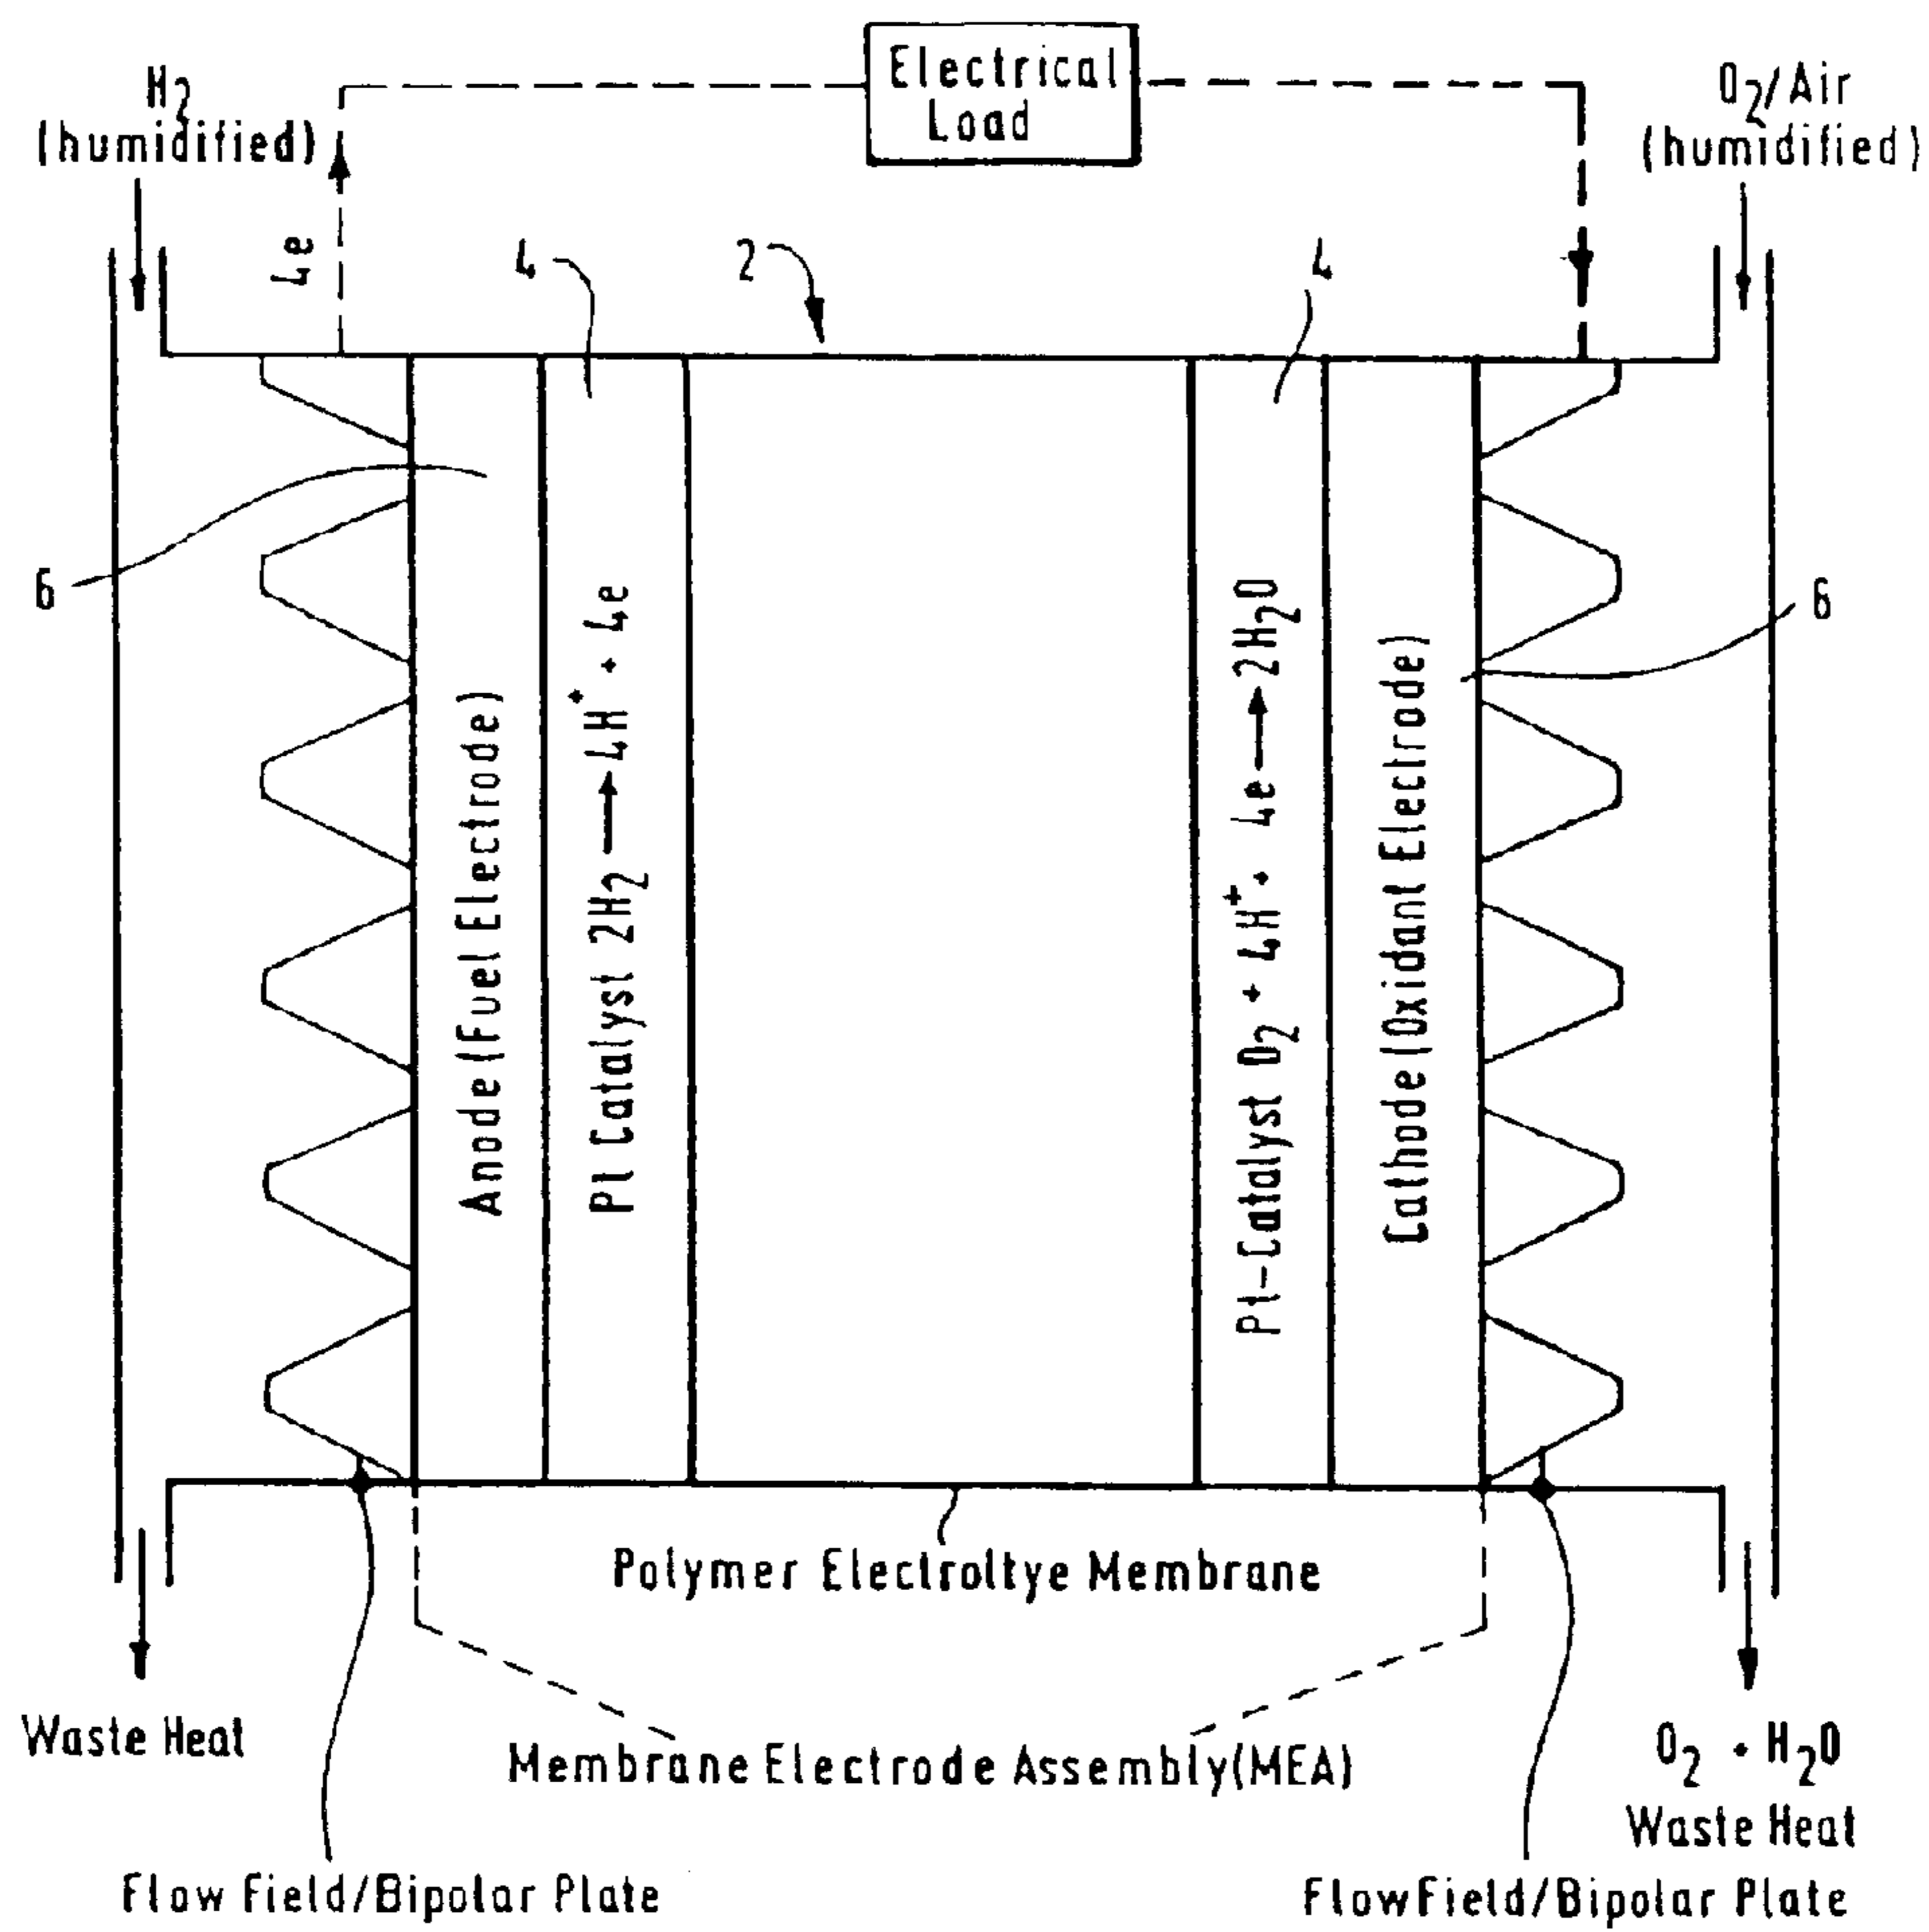 Electrical
Load
H2
(humidified)
O2/Air
(humidified)
4e
4
2
4
6
6
Anode (Fuel Electrode)
Pt Catalyst 2H2 → 4H+ + 4e
Pt-Catalyst O2 + 4H+ + 4e → 2H2O
Cathode (Oxidant Electrode)
Polymer Electroltye Membrane
Waste Heat
Membrane Electrode Assembly(MEA)
O2 + H2O
Waste Heat
Flow Field/Bipolar Plate
Flow Field/Bipolar Plate